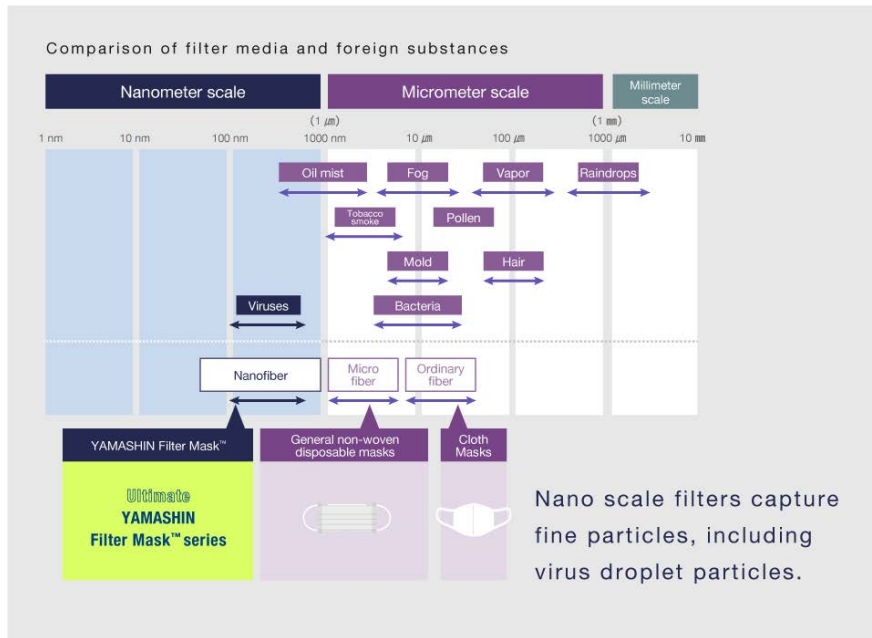 Comparison of filter media and foreign substances
Nanometer scale
Micrometer scale
Millimeter
scale
(1 ㎛)
(1 ㎜)
1 nm
10 nm
100 nm
1000 nm
10 ㎛
100 ㎛
1000 ㎛
10 ㎜
Oil mist
Fog
Vapor
Raindrops
Tobacco
smoke
Pollen
Mold
Hair
Viruses
Bacteria
Nanofiber
Micro
fiber
Ordinary
fiber
YAMASHIN Filter Mask™
General non-woven
disposable masks
Cloth
Masks
Ultimate
YAMASHIN
Filter Mask™ series
Nano scale filters capture
fine particles, including
virus droplet particles.